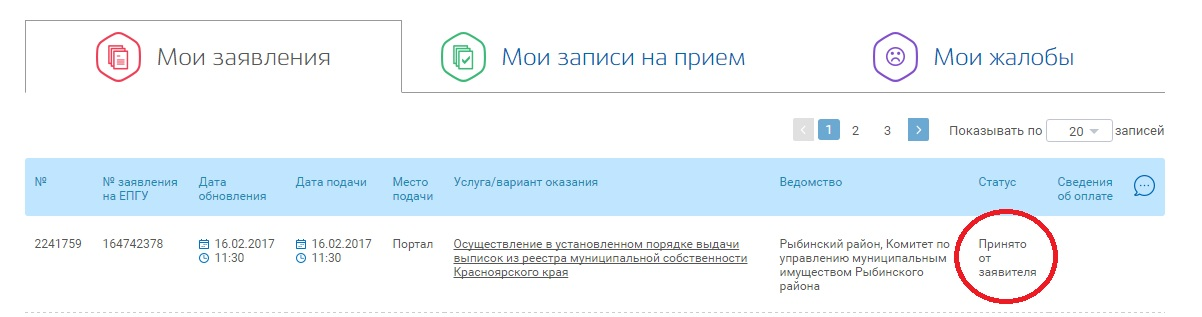 Мои заявления
Мои записи на прием
Мои жалобы
1 2 3 Показывать по 20 записей
№
№ заявления
на ЕПГУ
Дата
обновления
Дата подачи
Место
подачи
Услуга/вариант оказания
Ведомство
Статус
Сведения
об оплате
2241759
164742378
16.02.2017
11:30
16.02.2017
11:30
Портал
Осуществление в установленном порядке выдачи
выписок из реестра муниципальной собственности
Красноярского края
Рыбинский район, Комитет по
управлению муниципальным
имуществом Рыбинского
района
Принято
от
заявителя